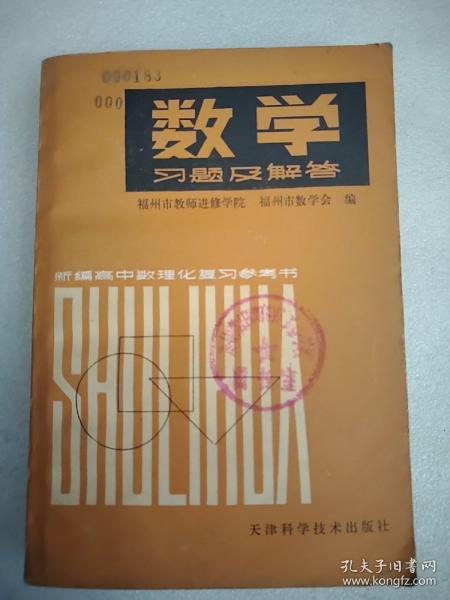 000183
000
数学
习题及解答
福州市教师进修学院 福州市数学会 编
新编高中数理化复习参考书
SHULIHUA
天津科学技术出版社
孔夫子旧书网
www.kongfz.com